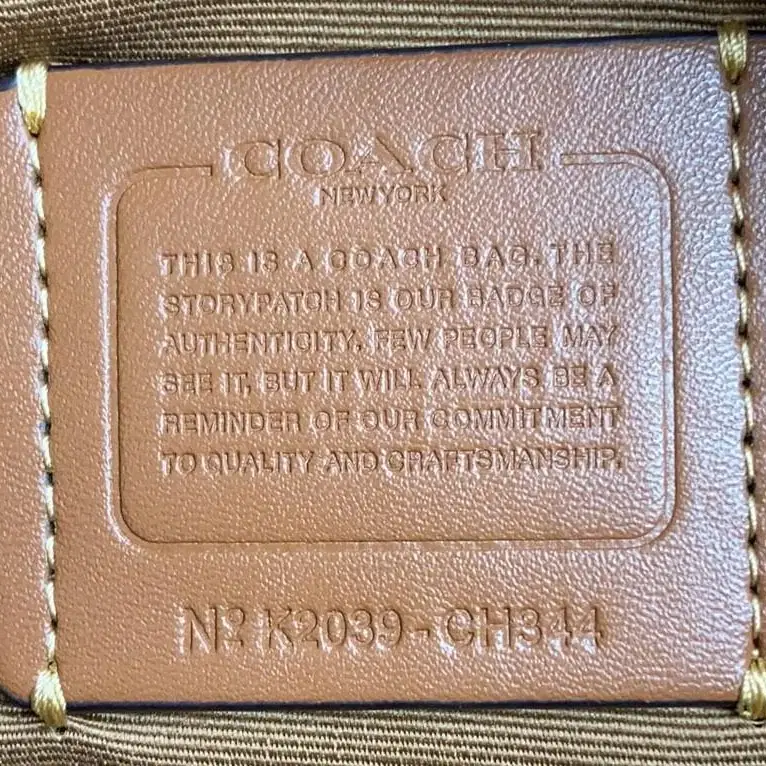 COACH
NEW YORK
THIS IS A COACH BAG. THE
STORYPATCH IS OUR BADGE OF
AUTHENTICITY. FEW PEOPLE MAY
SEE IT, BUT IT WILL ALWAYS BE A
REMINDER OF OUR COMMITMENT
TO QUALITY AND CRAFTSMANSHIP.
Nº K2039-CH344